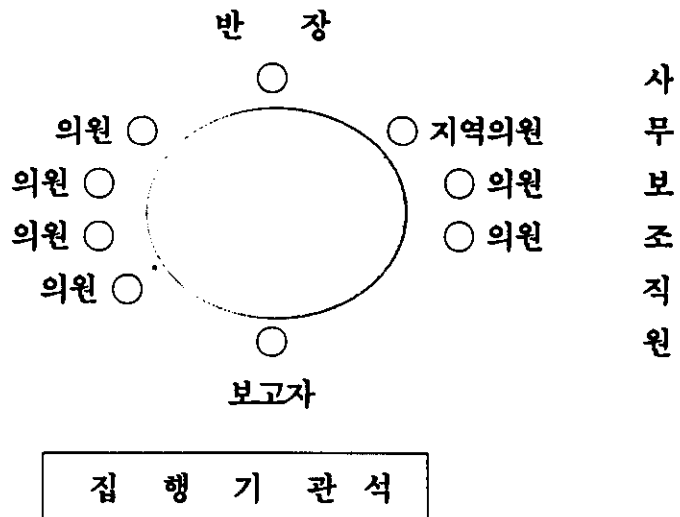 반 장
사
의원 지역의원 무
의원 의원 보
의원 의원 조
의원 직
원
보고자
집 행 기 관 석